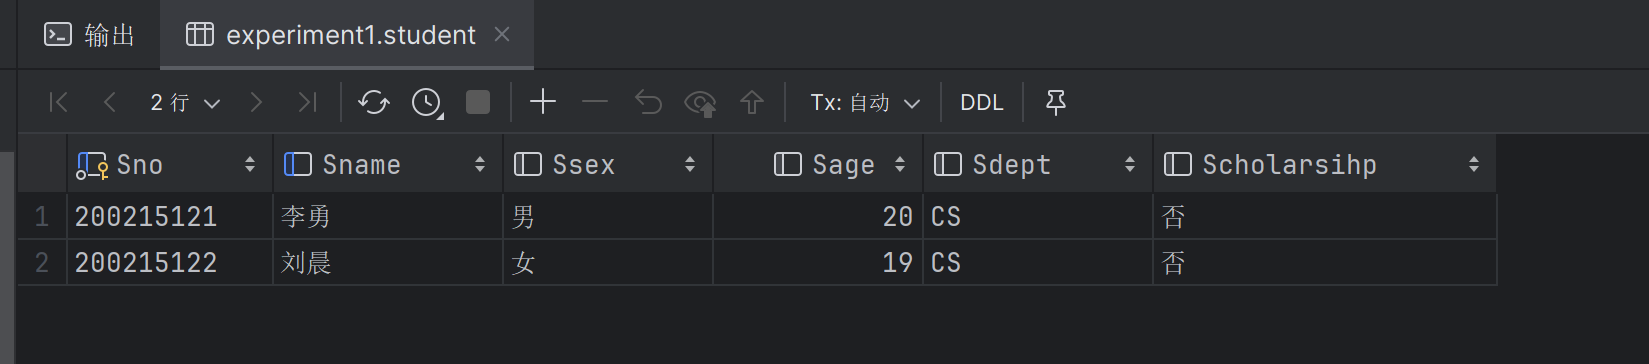 输出 experiment1.student
2 行 Tx: 自动 DDL
Sno Sname Ssex Sage Sdept Scholarsihp
1 200215121 李勇 男 20 CS 否
2 200215122 刘晨 女 19 CS 否